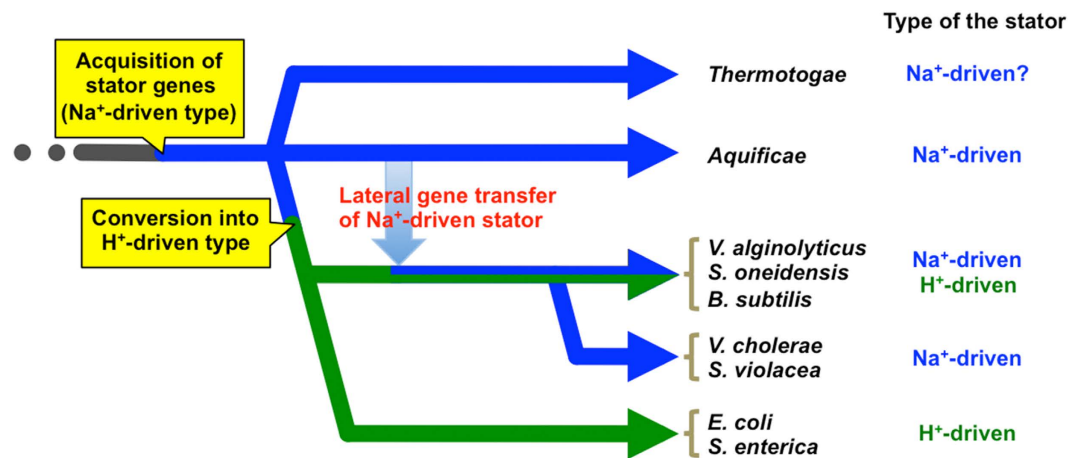 Type of the stator
Acquisition of
stator genes
(Na⁺-driven type)
Thermotogae
Na⁺-driven?
Aquificae
Na⁺-driven
Lateral gene transfer
of Na⁺-driven stator
Conversion into
H⁺-driven type
V. alginolyticus
S. oneidensis
B. subtilis
Na⁺-driven
H⁺-driven
V. cholerae
S. violacea
Na⁺-driven
E. coli
S. enterica
H⁺-driven